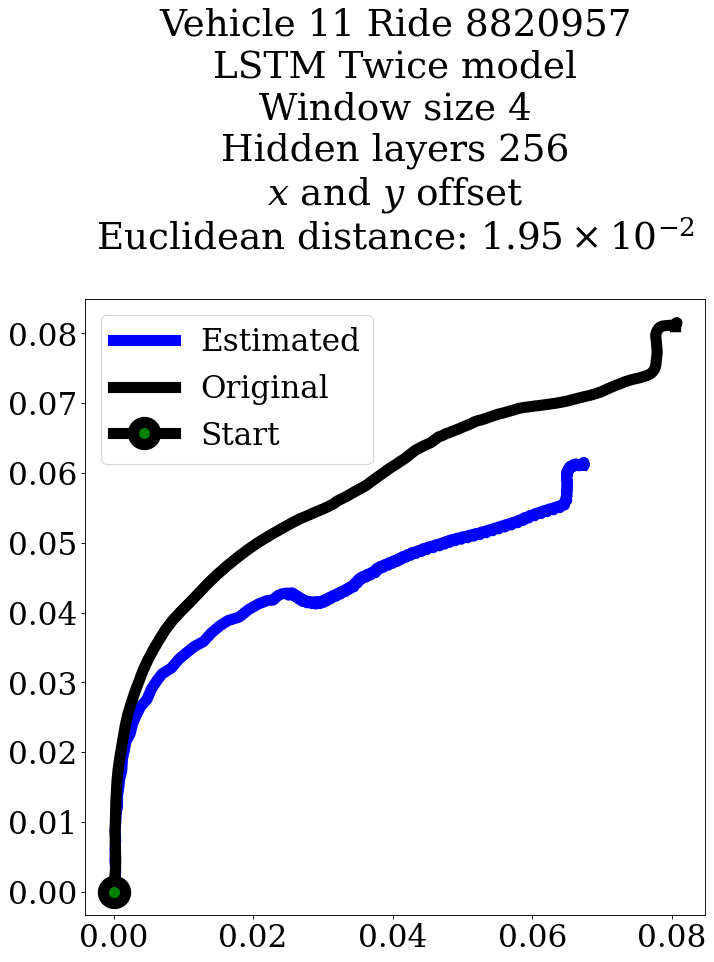 Vehicle 11 Ride 8820957
LSTM Twice model
Window size 4
Hidden layers 256
x and y offset
Euclidean distance: 1.95 × 10⁻²
Estimated
Original
Start
0.08
0.07
0.06
0.05
0.04
0.03
0.02
0.01
0.00
0.00 0.02 0.04 0.06 0.08